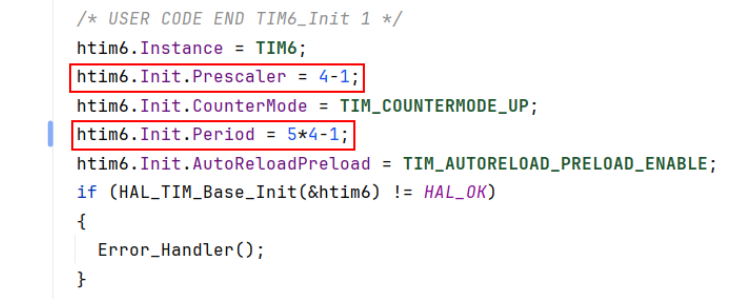 /* USER CODE END TIM6_Init 1 */
htim6.Instance = TIM6;
htim6.Init.Prescaler = 4-1;
htim6.Init.CounterMode = TIM_COUNTERMODE_UP;
htim6.Init.Period = 5*4-1;
htim6.Init.AutoReloadPreload = TIM_AUTORELOAD_PRELOAD_ENABLE;
if (HAL_TIM_Base_Init(&htim6) != HAL_OK)
{
  Error_Handler();
}